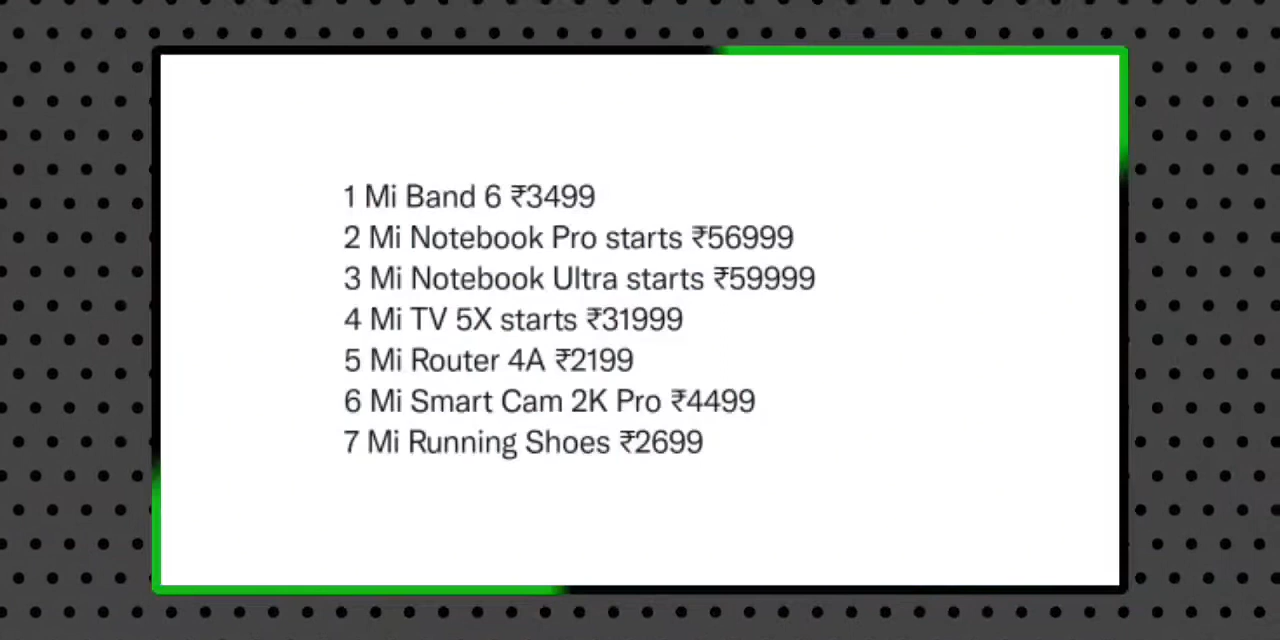 1 Mi Band 6 ₹3499
2 Mi Notebook Pro starts ₹56999
3 Mi Notebook Ultra starts ₹59999
4 Mi TV 5X starts ₹31999
5 Mi Router 4A ₹2199
6 Mi Smart Cam 2K Pro ₹4499
7 Mi Running Shoes ₹2699